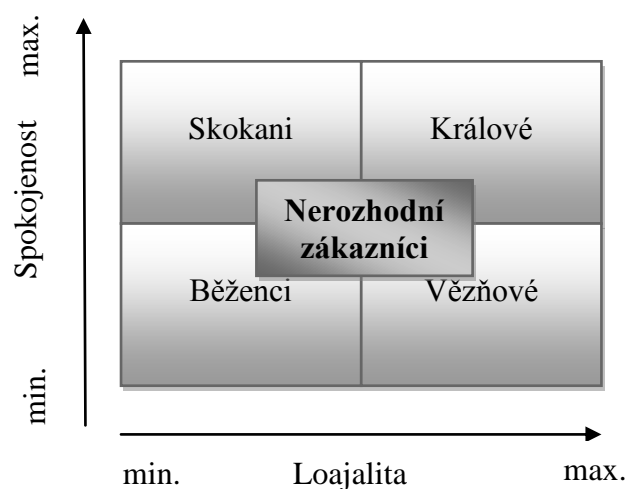 max.
Spokojenost
min.
Skokani
Králové
Nerozhodní
zákazníci
Běženci
Vězňové
min.
Loajalita
max.